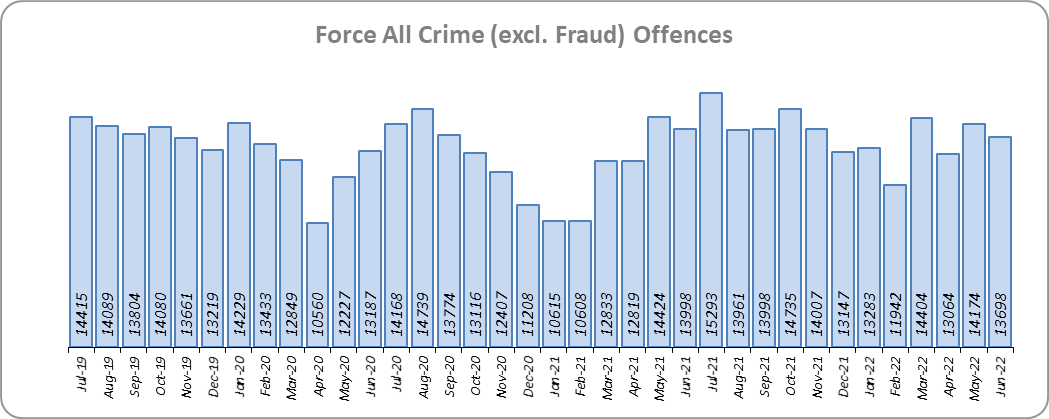 Force All Crime (excl. Fraud) Offences
14415
14089
13804
14080
13661
13219
14229
13433
12849
10560
12227
13187
14168
14739
13774
13116
12407
11208
10615
10608
12833
12819
14424
13998
15293
13961
13998
14735
14007
13147
13283
11942
14404
13064
14174
13698
Jul-19
Aug-19
Sep-19
Oct-19
Nov-19
Dec-19
Jan-20
Feb-20
Mar-20
Apr-20
May-20
Jun-20
Jul-20
Aug-20
Sep-20
Oct-20
Nov-20
Dec-20
Jan-21
Feb-21
Mar-21
Apr-21
May-21
Jun-21
Jul-21
Aug-21
Sep-21
Oct-21
Nov-21
Dec-21
Jan-22
Feb-22
Mar-22
Apr-22
May-22
Jun-22